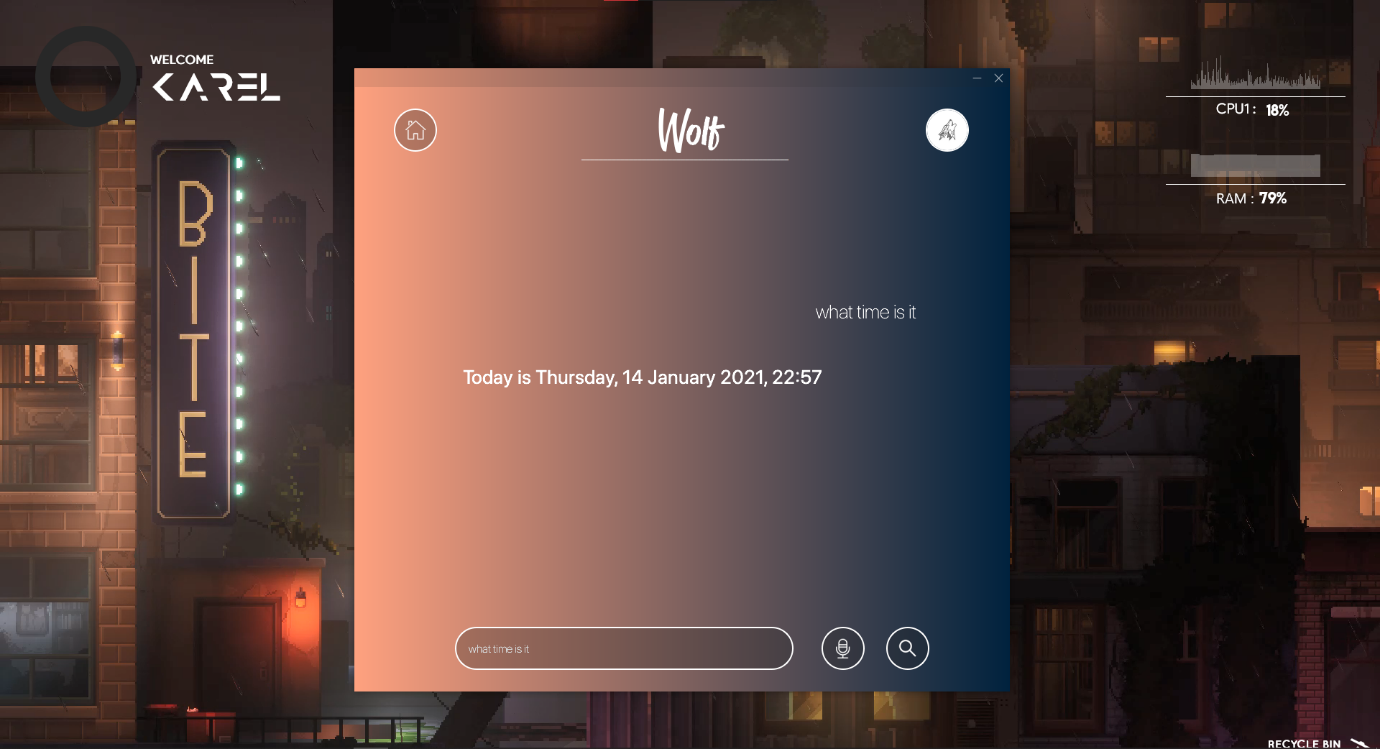 WELCOME
KAREL
BITE
Wolf
what time is it
Today is Thursday, 14 January 2021, 22:57
what time is it
CPU1: 18%
RAM : 79%
RECYCLE BIN